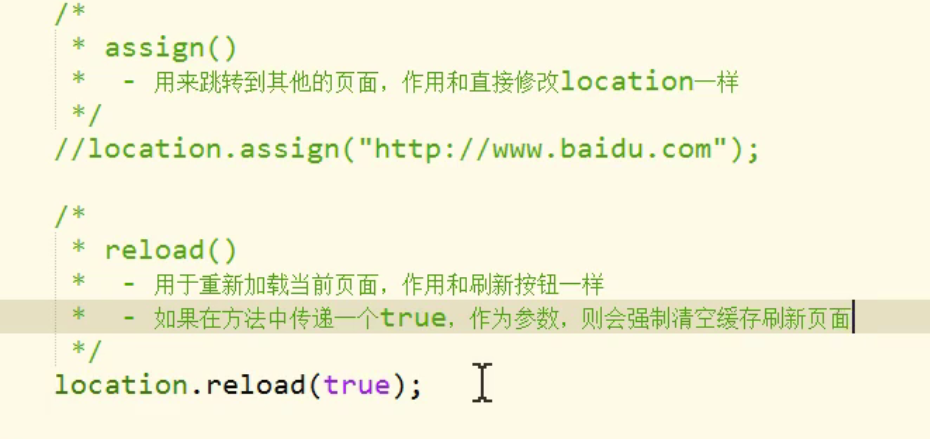 /*
* assign()
* - 用来跳转到其他的页面，作用和直接修改location一样
*/
//location.assign("http://www.baidu.com");
/*
* reload()
* - 用于重新加载当前页面，作用和刷新按钮一样
* - 如果在方法中传递一个true，作为参数，则会强制清空缓存刷新页面
*/
location.reload(true);